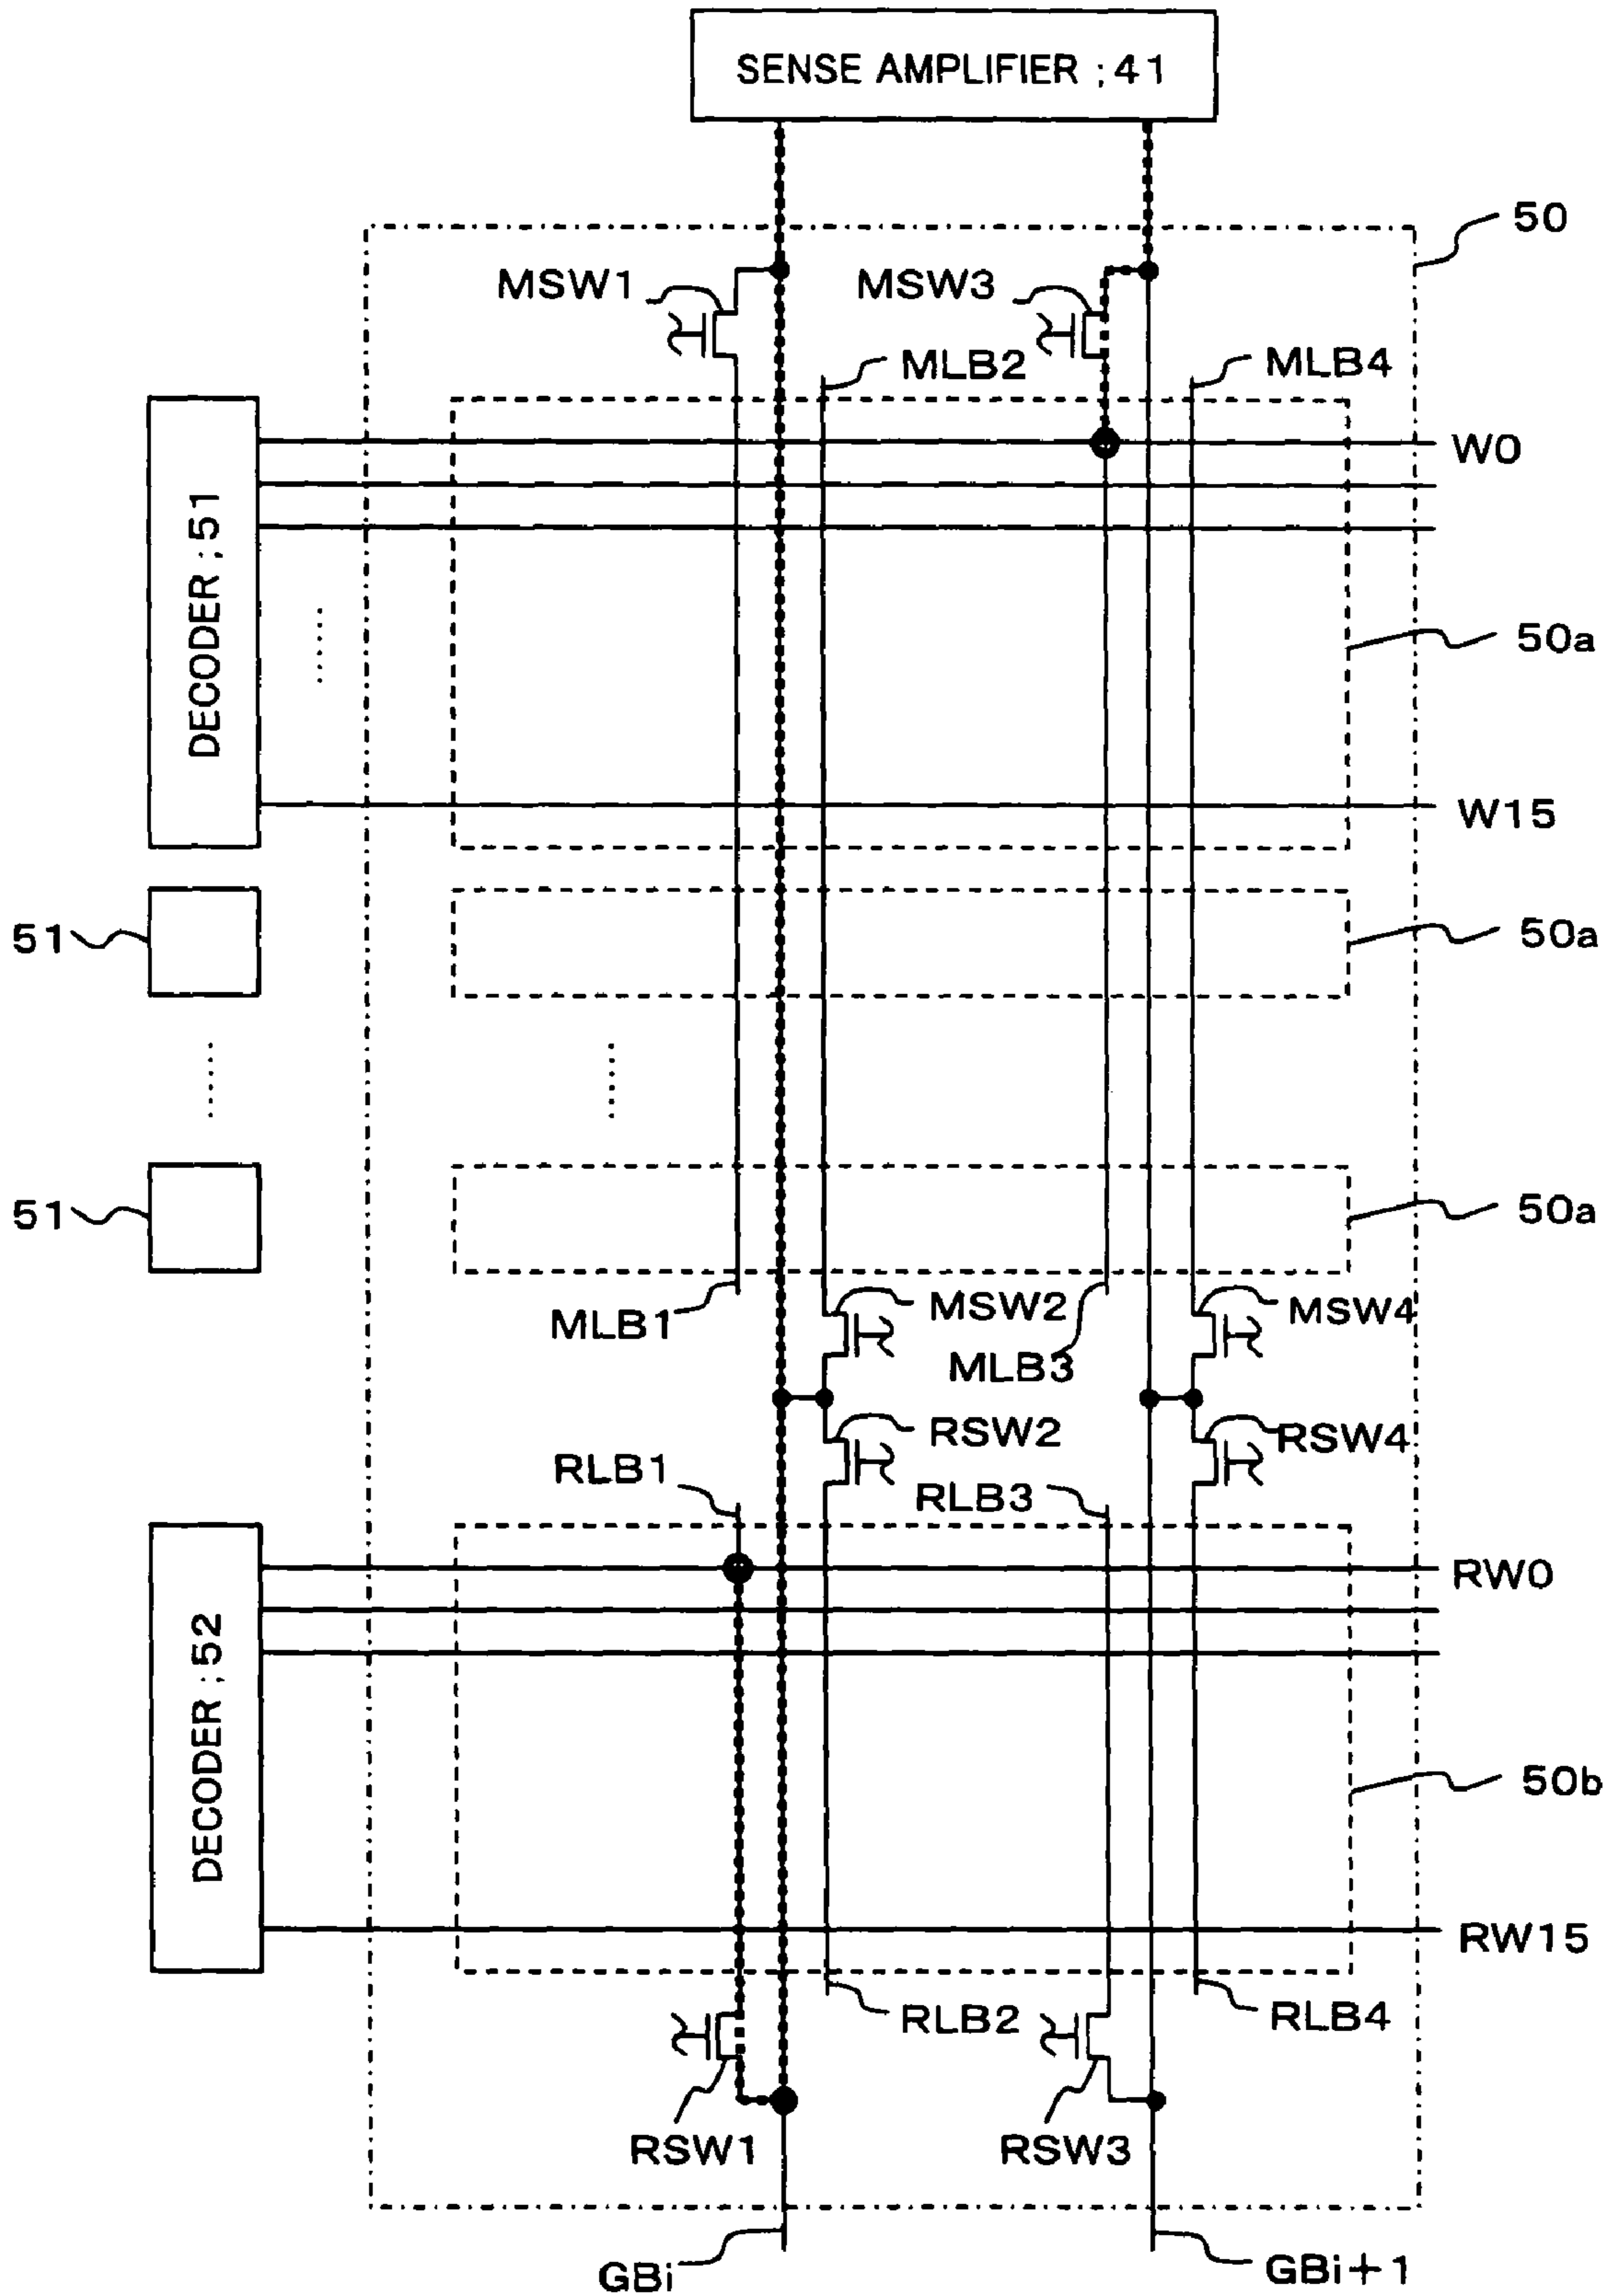 SENSE AMPLIFIER ;41
50
MSW1
MSW3
MLB2
MLB4
W0
DECODER ;51
50a
W15
51
50a
51
50a
MLB1
MSW2
MLB3
MSW4
RSW2
RSW4
RLB1
RLB3
RW0
DECODER ;52
50b
RW15
RLB2
RLB4
RSW1
RSW3
GBi
GBi+1